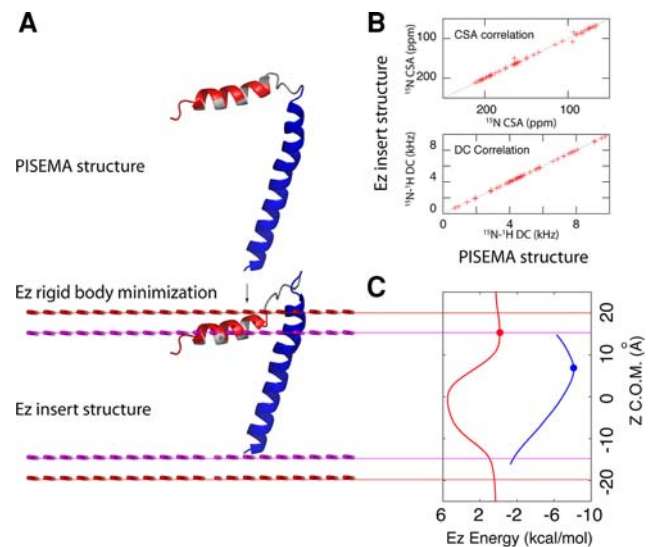 A
PISEMA structure
Ez rigid body minimization
Ez insert structure
B
CSA correlation
100
200
¹⁵N CSA (ppm)
200
100
¹⁵N CSA (ppm)
Ez insert structure
DC Correlation
8
4
0
¹⁵N-¹H DC (kHz)
0
4
8
¹⁵N-¹H DC (kHz)
PISEMA structure
C
20
10
0
-10
-20
Z C.O.M. (Å)
6
2
-2
-6
-10
Ez Energy (kcal/mol)